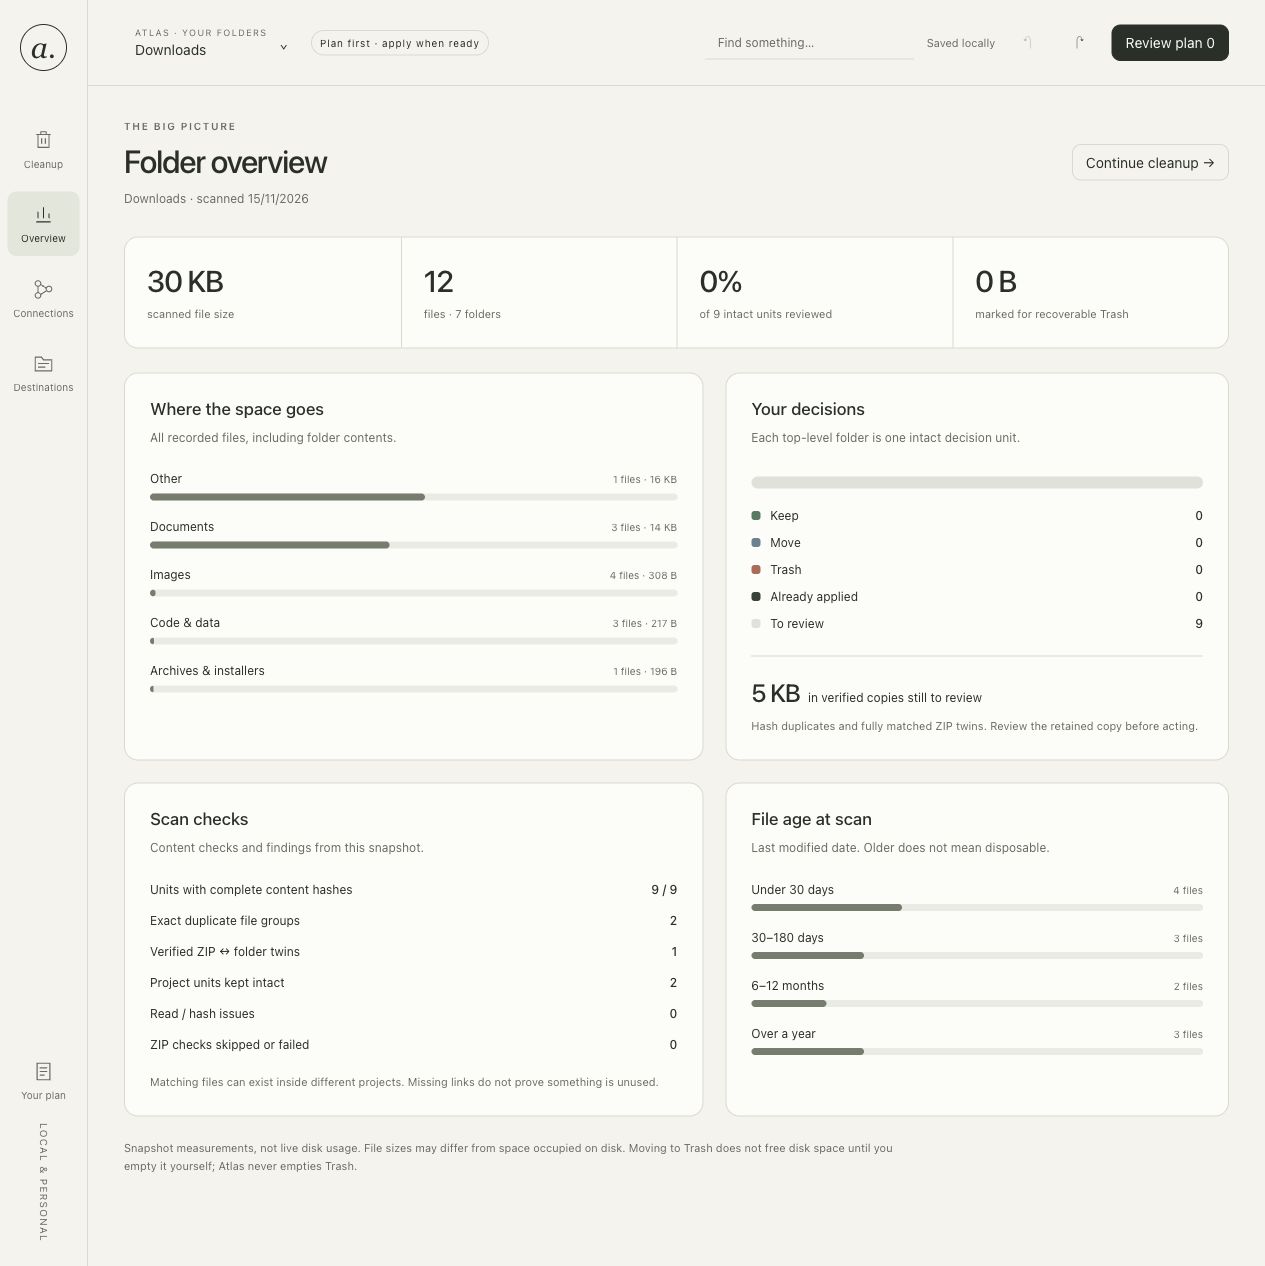 a.
ATLAS · YOUR FOLDERS
Downloads
Plan first · apply when ready
Find something...
Saved locally
Review plan 0
Cleanup
Overview
Connections
Destinations
Your plan
LOCAL & PERSONAL
THE BIG PICTURE
Folder overview
Continue cleanup →
Downloads · scanned 15/11/2026
30 KB
scanned file size
12
files · 7 folders
0%
of 9 intact units reviewed
0 B
marked for recoverable Trash
Where the space goes
All recorded files, including folder contents.
Other 1 files · 16 KB
Documents 3 files · 14 KB
Images 4 files · 308 B
Code & data 3 files · 217 B
Archives & installers 1 files · 196 B
Your decisions
Each top-level folder is one intact decision unit.
Keep 0
Move 0
Trash 0
Already applied 0
To review 9
5 KB in verified copies still to review
Hash duplicates and fully matched ZIP twins. Review the retained copy before acting.
Scan checks
Content checks and findings from this snapshot.
Units with complete content hashes 9 / 9
Exact duplicate file groups 2
Verified ZIP ↔ folder twins 1
Project units kept intact 2
Read / hash issues 0
ZIP checks skipped or failed 0
Matching files can exist inside different projects. Missing links do not prove something is unused.
File age at scan
Last modified date. Older does not mean disposable.
Under 30 days 4 files
30–180 days 3 files
6–12 months 2 files
Over a year 3 files
Snapshot measurements, not live disk usage. File sizes may differ from space occupied on disk. Moving to Trash does not free disk space until you
empty it yourself; Atlas never empties Trash.